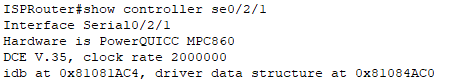 ISPRouter#show controller se0/2/1
Interface Serial0/2/1
Hardware is PowerQUICC MPC860
DCE V.35, clock rate 2000000
idb at 0x81081AC4, driver data structure at 0x81084AC0